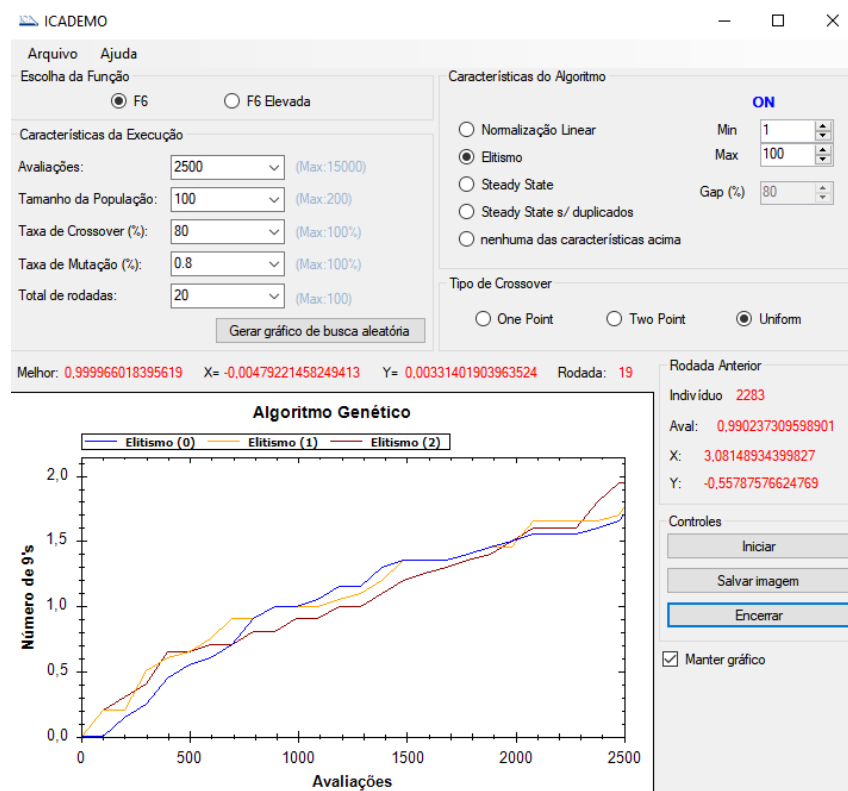 ICADEMO
Arquivo Ajuda
Escolha da Função
F6 F6 Elevada
Características da Execução
Avaliações: 2500 (Max:15000)
Tamanho da População: 100 (Max:200)
Taxa de Crossover (%): 80 (Max:100%)
Taxa de Mutação (%): 0.8 (Max:100%)
Total de rodadas: 20 (Max:100)
Gerar gráfico de busca aleatória
Características do Algoritmo
ON
Normalização Linear Min 1
Elitismo Max 100
Steady State Gap (%) 80
Steady State s/ duplicados
nenhuma das características acima
Tipo de Crossover
One Point Two Point Uniform
Melhor: 0,999966018395619 X= -0,00479221458249413 Y= 0,00331401903963524 Rodada: 19
Algoritmo Genético
Elitismo (0) Elitismo (1) Elitismo (2)
Número de 9's
2,0
1,5
1,0
0,5
0,0
0 500 1000 1500 2000 2500
Avaliações
Rodada Anterior
Indivíduo 2283
Aval: 0,990237309598901
X: 3,08148934399827
Y: -0,55787576624769
Controles
Iniciar
Salvar imagem
Encerrar
Manter gráfico